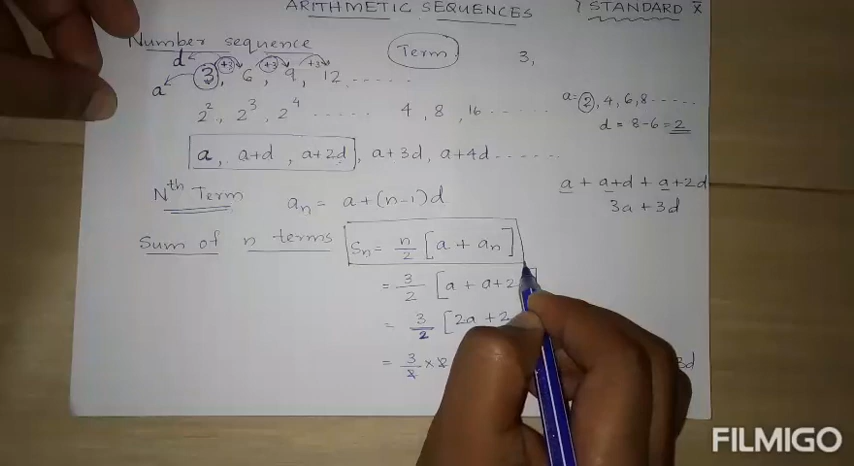 ARITHMETIC SEQUENCES
STANDARD X
Number sequence
Term
3,
d +3 +3 +3
3, 6, 9, 12 ......
a
a = 2, 4, 6, 8 ......
2², 2³, 2⁴ ......
4, 8, 16 ......
d = 8-6 = 2
a, a+d, a+2d, a+3d, a+4d ......
Nth Term
an = a+(n-1)d
a + a+d + a+2d
3a + 3d
Sum of n terms
Sn = n/2 [a + an]
= 3/2 [a + a+2
= 3/2 [2a + 2
= 3/2 × 2
3d
FILMIGO